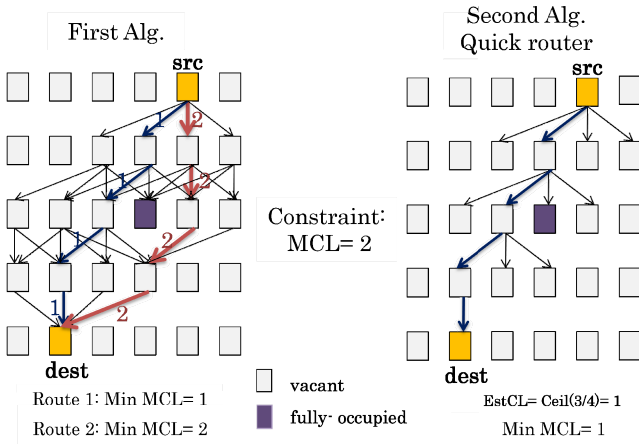 First Alg.
Second Alg.
Quick router
src
src
1
2
1
2
1
2
1
2
Constraint:
MCL= 2
dest
dest
Route 1: Min MCL= 1
Route 2: Min MCL= 2
vacant
fully- occupied
EstCL= Ceil(3/4)= 1
Min MCL= 1